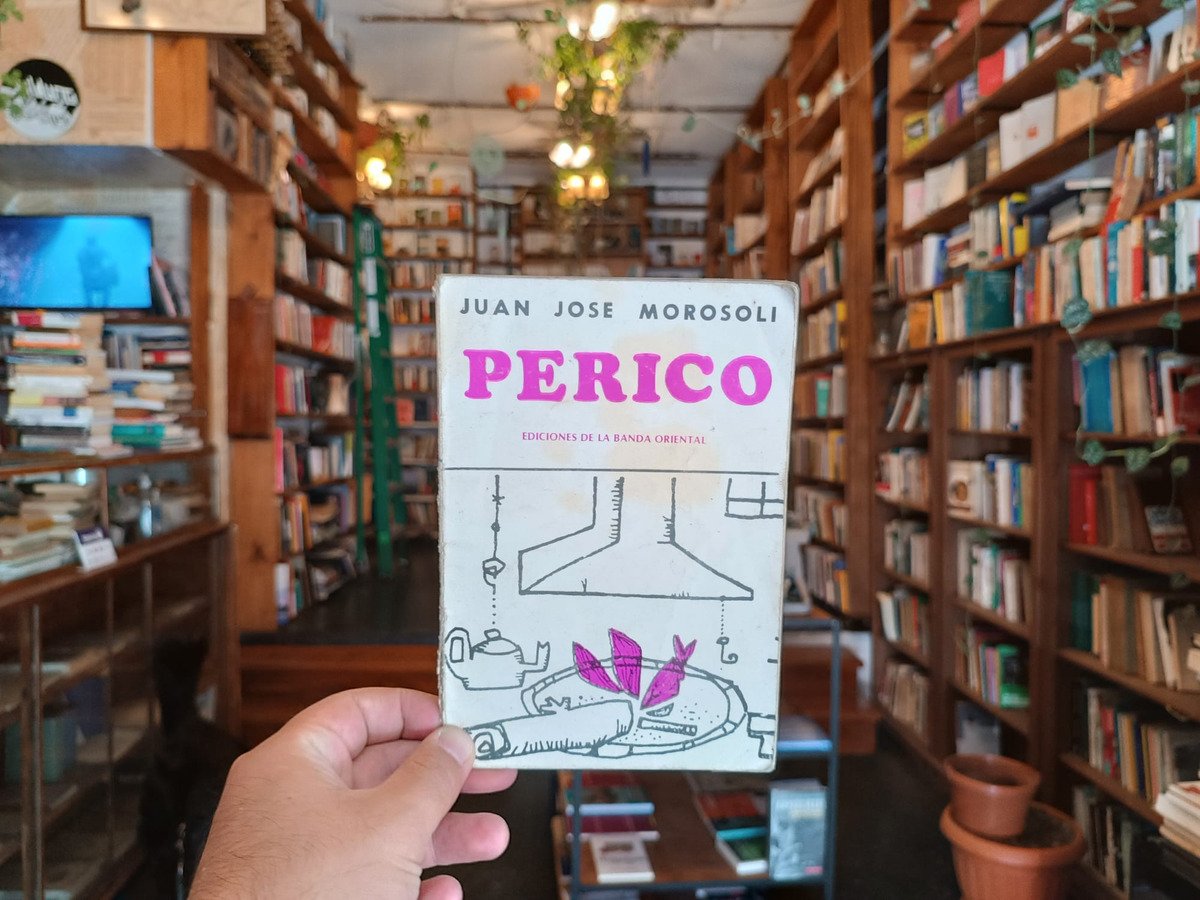 JUAN JOSE MOROSOLI
PERICO
EDICIONES DE LA BANDA ORIENTAL